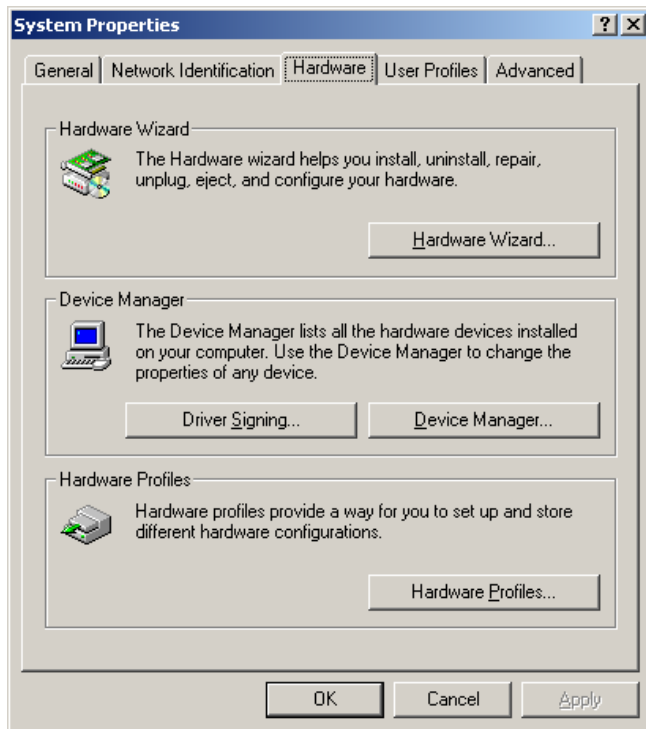 System Properties
General
Network Identification
Hardware
User Profiles
Advanced
Hardware Wizard
The Hardware wizard helps you install, uninstall, repair,
unplug, eject, and configure your hardware.
Hardware Wizard...
Device Manager
The Device Manager lists all the hardware devices installed
on your computer. Use the Device Manager to change the
properties of any device.
Driver Signing...
Device Manager...
Hardware Profiles
Hardware profiles provide a way for you to set up and store
different hardware configurations.
Hardware Profiles...
OK
Cancel
Apply